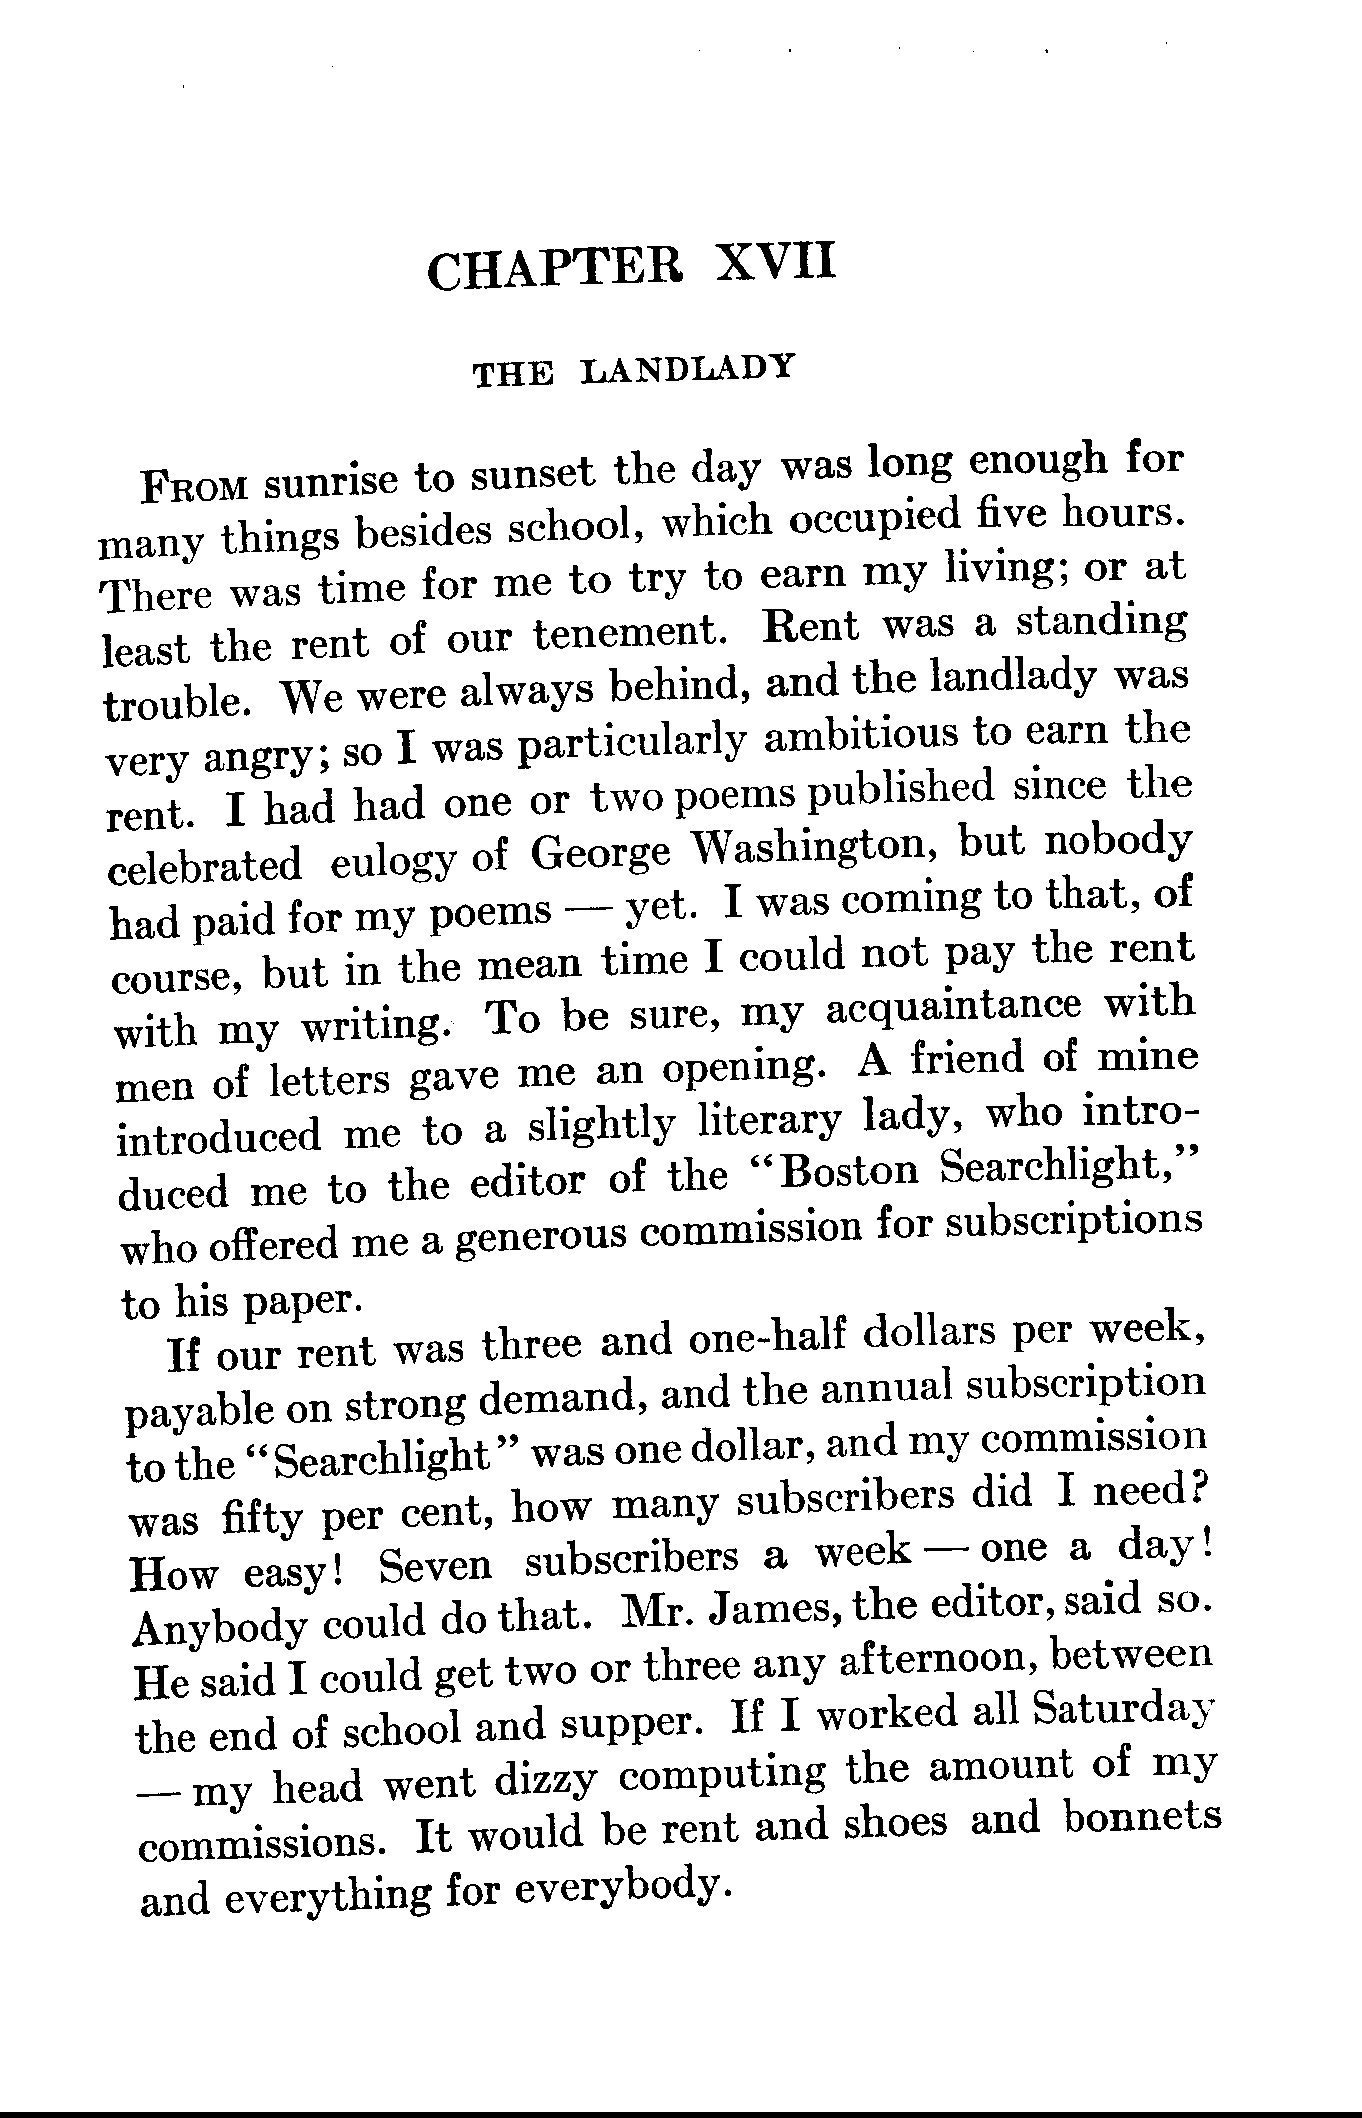 CHAPTER XVII
THE LANDLADY
FROM sunrise to sunset the day was long enough for
many things besides school, which occupied five hours.
There was time for me to try to earn my living; or at
least the rent of our tenement. Rent was a standing
trouble. We were always behind, and the landlady was
very angry; so I was particularly ambitious to earn the
rent. I had had one or two poems published since the
celebrated eulogy of George Washington, but nobody
had paid for my poems — yet. I was coming to that, of
course, but in the mean time I could not pay the rent
with my writing. To be sure, my acquaintance with
men of letters gave me an opening. A friend of mine
introduced me to a slightly literary lady, who intro-
duced me to the editor of the “Boston Searchlight,”
who offered me a generous commission for subscriptions
to his paper.
If our rent was three and one-half dollars per week,
payable on strong demand, and the annual subscription
to the “Searchlight” was one dollar, and my commission
was fifty per cent, how many subscribers did I need?
How easy! Seven subscribers a week — one a day!
Anybody could do that. Mr. James, the editor, said so.
He said I could get two or three any afternoon, between
the end of school and supper. If I worked all Saturday
— my head went dizzy computing the amount of my
commissions. It would be rent and shoes and bonnets
and everything for everybody.